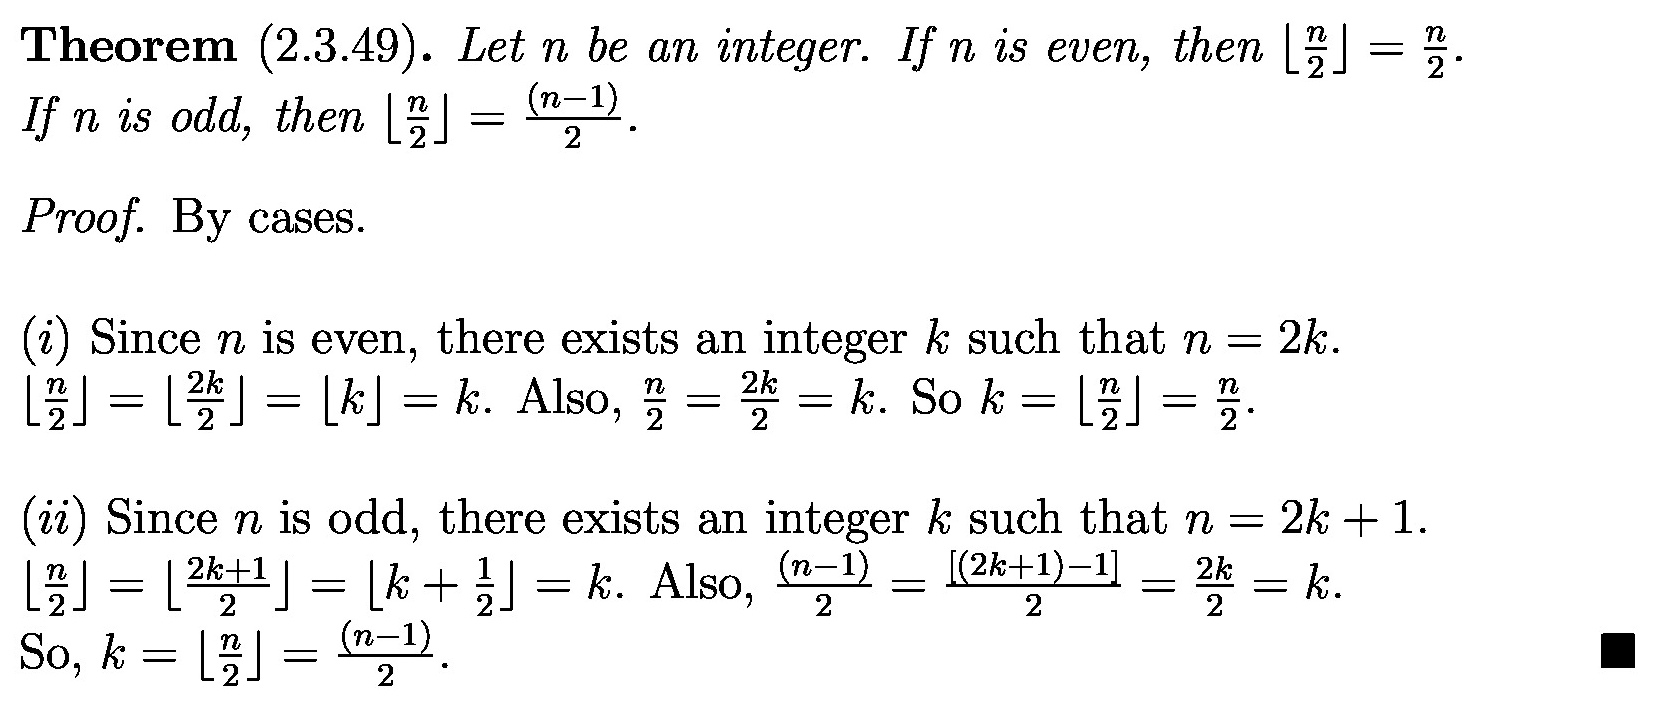 Theorem (2.3.49). Let n be an integer. If n is even, then ⌊n/2⌋ = n/2.
If n is odd, then ⌊n/2⌋ = (n−1)/2.
Proof. By cases.
(i) Since n is even, there exists an integer k such that n = 2k.
⌊n/2⌋ = ⌊2k/2⌋ = ⌊k⌋ = k. Also, n/2 = 2k/2 = k. So k = ⌊n/2⌋ = n/2.
(ii) Since n is odd, there exists an integer k such that n = 2k + 1.
⌊n/2⌋ = ⌊2k+1/2⌋ = ⌊k + 1/2⌋ = k. Also, (n−1)/2 = [(2k+1)−1]/2 = 2k/2 = k.
So, k = ⌊n/2⌋ = (n−1)/2. ■